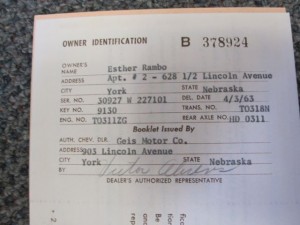 OWNER IDENTIFICATION B 378924
OWNER'S NAME Esther Rambo
ADDRESS Apt. # 2 - 628 1/2 Lincoln Avenue
CITY York STATE Nebraska
SER. NO. 30927 W 227101 DEL. DATE 4/3/63
KEY NO. 9130 TRANS. NO. TO318N
ENG. NO. TO311ZG REAR AXLE NO. HD 0311
Booklet Issued By
AUTH. CHEV. DLR. Geis Motor Co.
ADDRESS 903 Lincoln Avenue
CITY York STATE Nebraska
BY
DEALER'S AUTHORIZED REPRESENTATIVE